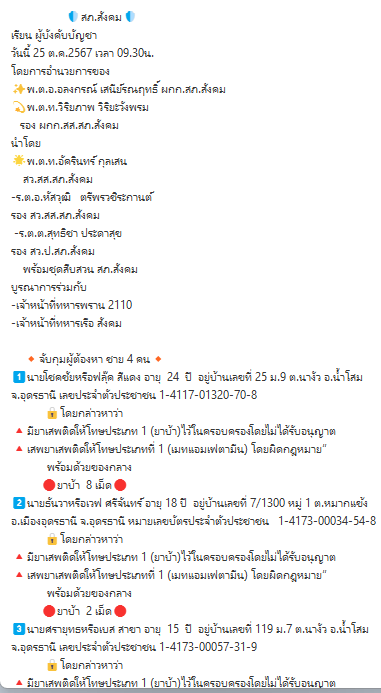 🛡️ สภ.สังคม 🛡️
เรียน ผู้บังคับบัญชา
วันนี้ 25 ต.ค.2567 เวลา 09.30น.
โดยการอำนวยการของ
✨พ.ต.อ.อลงกรณ์ เสนีย์รณฤทธิ์ ผกก.สภ.สังคม
💫พ.ต.ท.วิริยภาพ วิริยะวังพรม
รอง ผกก.สส.สภ.สังคม
นำโดย
🌟พ.ต.ท.อัครินทร์ กุลเสน
สว.สส.สภ.สังคม
-ร.ต.อ.หัสวุฒิ ตรีพรวชิระกานต์
รอง สว.สส.สภ.สังคม
-ร.ต.ต.สุทธิชา ประดาสุข
รอง สว.ป.สภ.สังคม
พร้อมชุดสืบสวน สภ.สังคม
บูรณาการร่วมกับ
-เจ้าหน้าที่ทหารพราน 2110
-เจ้าหน้าที่ทหารเรือ สังคม
🔸จับกุมผู้ต้องหา ชาย 4 คน🔸
1️⃣นายโชคชัยหรือฟลุ๊ค สีแดง อายุ 24 ปี อยู่บ้านเลขที่ 25 ม.9 ต.นางัว อ.น้ำโสม
จ.อุดรธานี เลขประจำตัวประชาชน 1-4117-01320-70-8
🔒โดยกล่าวหาว่า
🔺มียาเสพติดให้โทษประเภท 1 (ยาบ้า)ไว้ในครอบครองโดยไม่ได้รับอนุญาต
🔺เสพยาเสพติดให้โทษประเภทที่ 1 (เมทแอมเฟตามีน) โดยผิดกฎหมาย”
พร้อมด้วยของกลาง
🔴ยาบ้า 8 เม็ด🔴
2️⃣นายธันวาหรือเวฟ ศรีจันทร์ อายุ 18 ปี อยู่บ้านเลขที่ 7/1300 หมู่ 1 ต.หมากแข้ง
อ.เมืองอุดรธานี จ.อุดรธานี หมายเลขบัตรประจำตัวประชาชน 1-4173-00034-54-8
🔒โดยกล่าวหาว่า
🔺มียาเสพติดให้โทษประเภท 1 (ยาบ้า)ไว้ในครอบครองโดยไม่ได้รับอนุญาต
🔺เสพยาเสพติดให้โทษประเภทที่ 1 (เมทแอมเฟตามีน) โดยผิดกฎหมาย”
พร้อมด้วยของกลาง
🔴ยาบ้า 2 เม็ด🔴
3️⃣นายศรายุทธหรือเบส สาขา อายุ 15 ปี อยู่บ้านเลขที่ 119 ม.7 ต.นางัว อ.น้ำโสม
จ.อุดรธานี เลขประจำตัวประชาชน 1-4173-00057-31-9
🔒โดยกล่าวหาว่า
🔺มียาเสพติดให้โทษประเภท 1 (ยาบ้า)ไว้ในครอบครองโดยไม่ได้รับอนุญาต